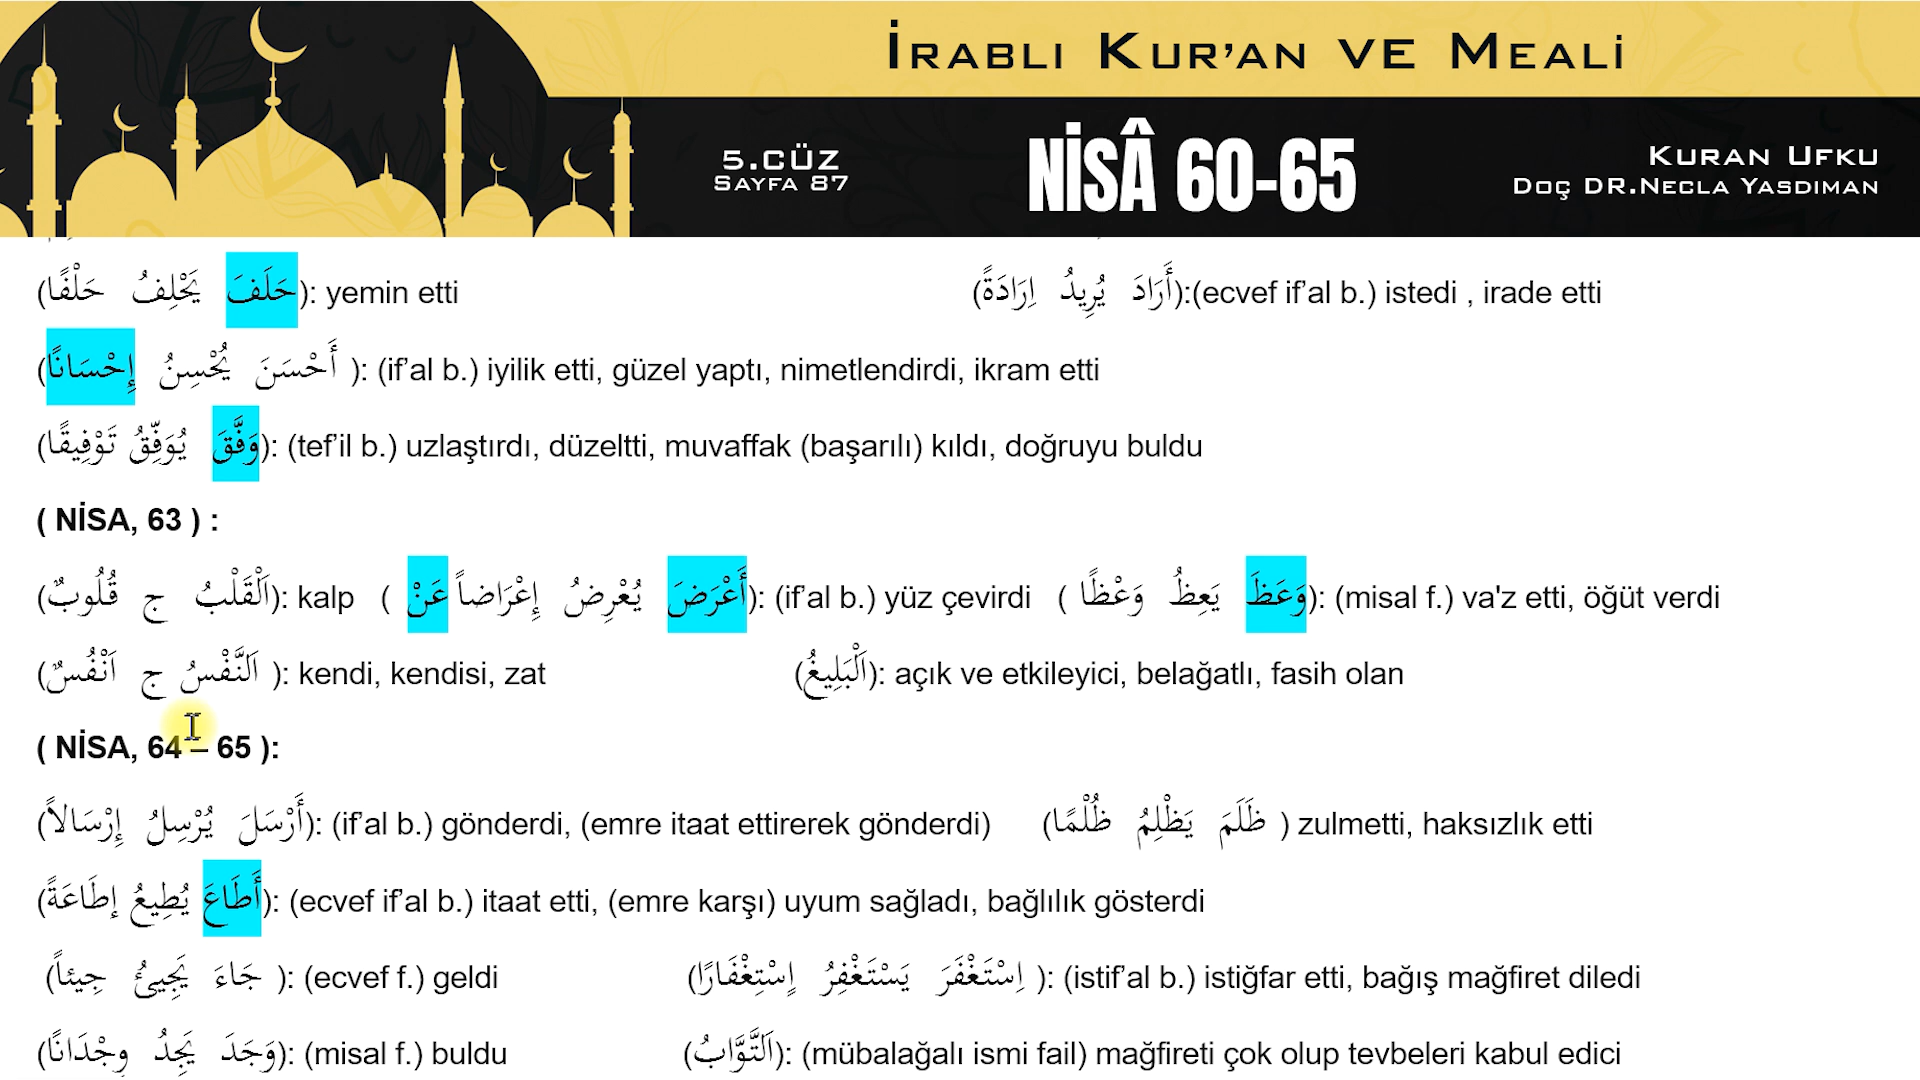 İRABLI KUR'AN VE MEALİ
5.CÜZ
SAYFA 87
NİSÂ 60-65
KURAN UFKU
DOÇ DR.NECLA YASDIMAN
(حَلَفَ يَحْلِفُ حَلْفًا): yemin etti (أَرَادَ يُرِيدُ اِرَادَةً):(ecvef if'al b.) istedi , irade etti
(أَحْسَنَ يُحْسِنُ إِحْسَانًا ): (if'al b.) iyilik etti, güzel yaptı, nimetlendirdi, ikram etti
(وَفَّقَ يُوَفِّقُ تَوْفِيقًا): (tef'il b.) uzlaştırdı, düzeltti, muvaffak (başarılı) kıldı, doğruyu buldu
( NİSA, 63 ) :
(اَلْقَلْبُ ج قُلُوبٌ): kalp ( أَعْرَضَ يُعْرِضُ إِعْرَاضاً عَنْ): (if'al b.) yüz çevirdi ( وَعَظَ يَعِظُ وَعْظًا): (misal f.) va'z etti, öğüt verdi
(اَلنَّفْسُ ج اَنْفُسٌ ): kendi, kendisi, zat (اَلْبَلِيغُ): açık ve etkileyici, belağatlı, fasih olan
( NİSA, 64 – 65 ):
(أَرْسَلَ يُرْسِلُ إِرْسَالاً): (if'al b.) gönderdi, (emre itaat ettirerek gönderdi) (ظَلَمَ يَظْلِمُ ظُلْمًا ) zulmetti, haksızlık etti
(أَطَاعَ يُطِيعُ إطَاعَةً): (ecvef if'al b.) itaat etti, (emre karşı) uyum sağladı, bağlılık gösterdi
(جَاءَ يَجِيئُ جِيئاً ): (ecvef f.) geldi (اِسْتَغْفَرَ يَسْتَغْفِرُ إِسْتِغْفَارًا ): (istif'al b.) istiğfar etti, bağış mağfiret diledi
(وَجَدَ يَجِدُ وِجْدَانًا): (misal f.) buldu (اَلتَّوَّابُ): (mübalağalı ismi fail) mağfireti çok olup tevbeleri kabul edici